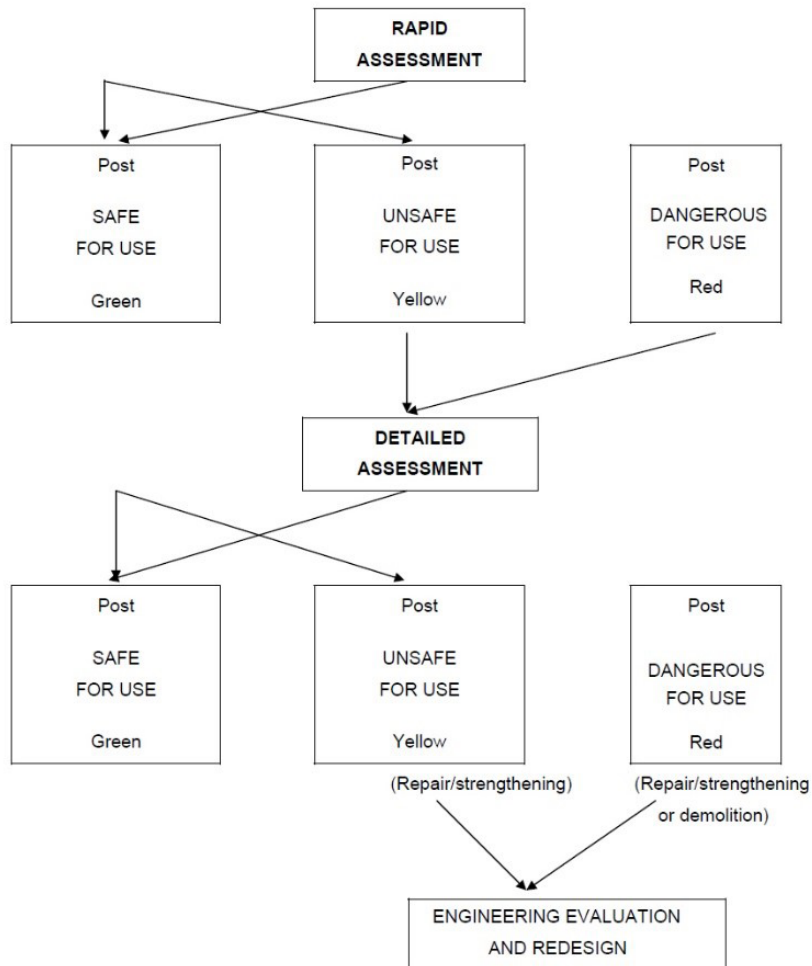 RAPID
ASSESSMENT
Post
SAFE
FOR USE
Green
Post
UNSAFE
FOR USE
Yellow
Post
DANGEROUS
FOR USE
Red
DETAILED
ASSESSMENT
Post
SAFE
FOR USE
Green
Post
UNSAFE
FOR USE
Yellow
(Repair/strengthening)
Post
DANGEROUS
FOR USE
Red
(Repair/strengthening
or demolition)
ENGINEERING EVALUATION
AND REDESIGN